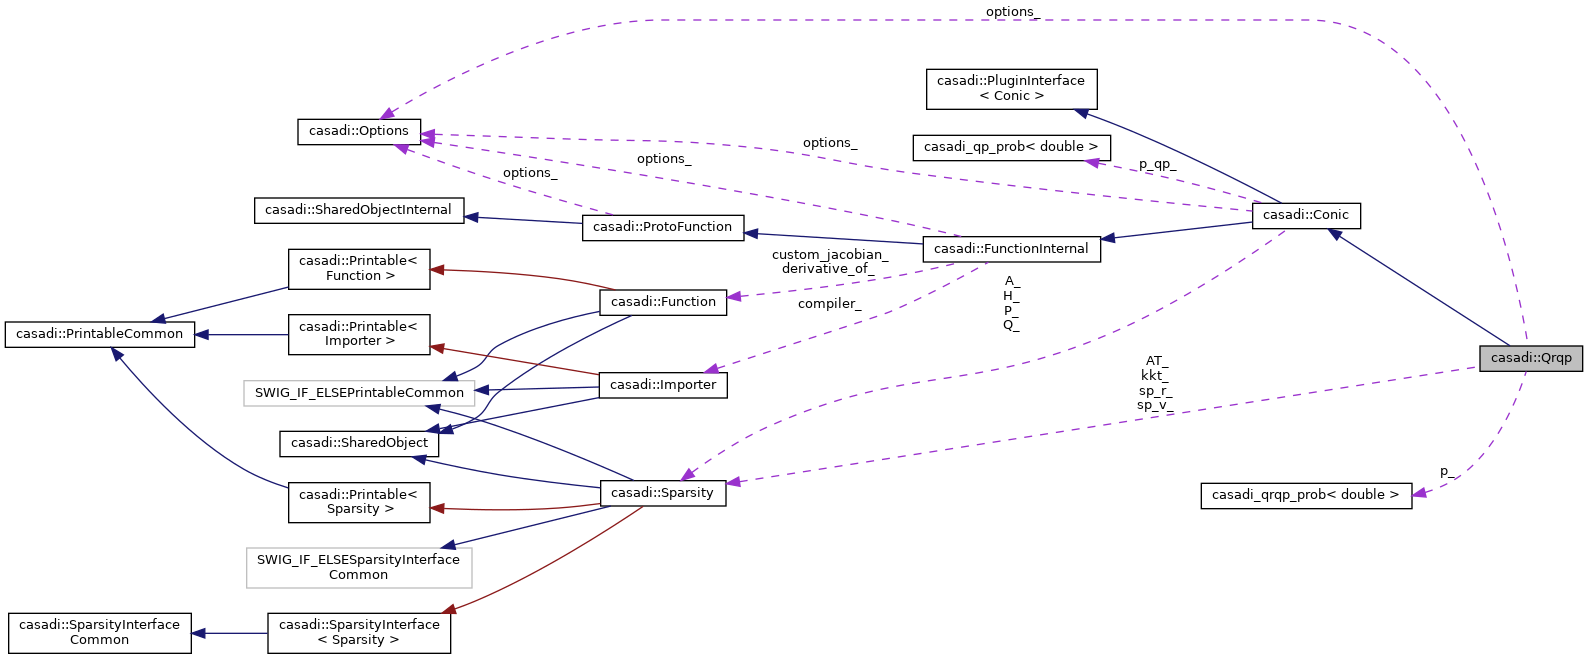 options_
casadi::PluginInterface
< Conic >
casadi::Options
options_
casadi_qp_prob< double >
options_
p_qp_
options_
casadi::SharedObjectInternal
casadi::ProtoFunction
casadi::Conic
casadi::FunctionInternal
casadi::Printable<
Function >
custom_jacobian_
derivative_of_
casadi::Function
compiler_
A_
H_
P_
Q_
casadi::PrintableCommon
casadi::Printable<
Importer >
casadi::Qrqp
SWIG_IF_ELSEPrintableCommon
casadi::Importer
AT_
kkt_
sp_r_
sp_v_
casadi::SharedObject
casadi::Printable<
Sparsity >
casadi::Sparsity
p_
casadi_qrqp_prob< double >
SWIG_IF_ELSESparsityInterface
Common
casadi::SparsityInterface
Common
casadi::SparsityInterface
< Sparsity >